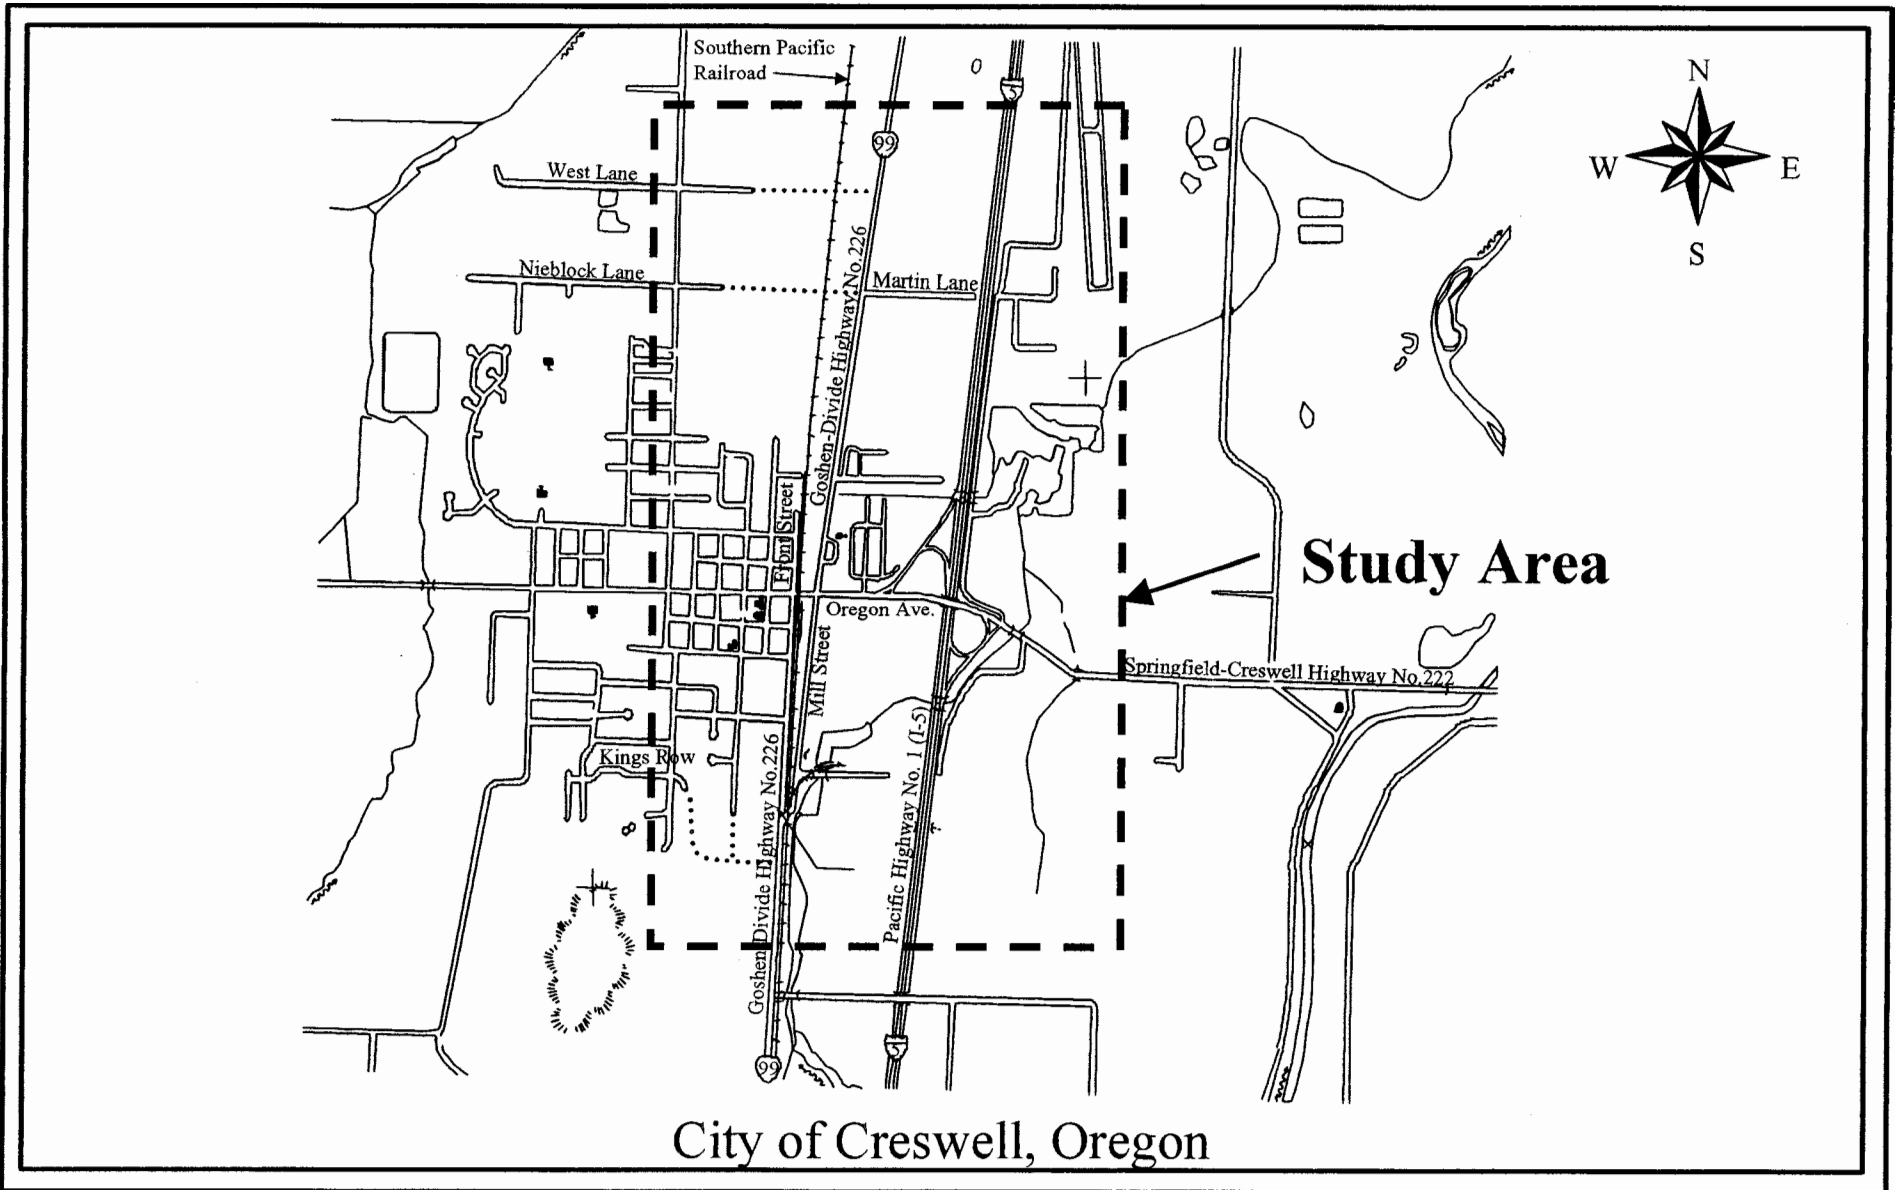 Southern Pacific
Railroad
5
N
99
W
E
West Lane
S
Nieblock Lane
Martin Lane
Goshen-Divide Highway No.226
Front Street
Study Area
Oregon Ave.
Mill Street
Springfield-Creswell Highway No.222
Kings Row
Goshen-Divide Highway No.226
Pacific Highway No. 1 (I-5)
5
99
City of Creswell, Oregon